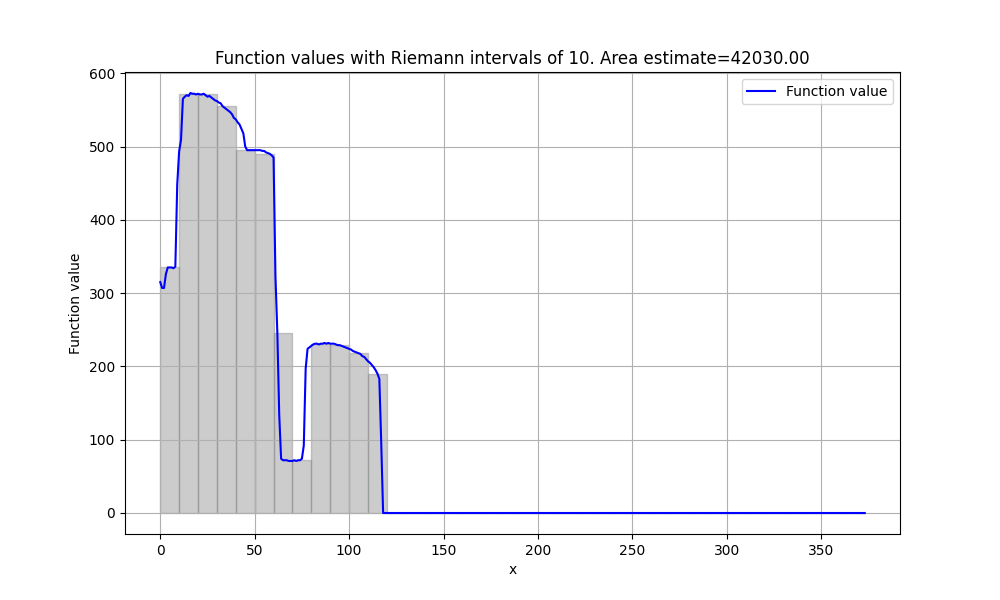 Function values with Riemann intervals of 10. Area estimate=42030.00
Function value
600
500
400
300
200
100
0
Function value
0 50 100 150 200 250 300 350
x